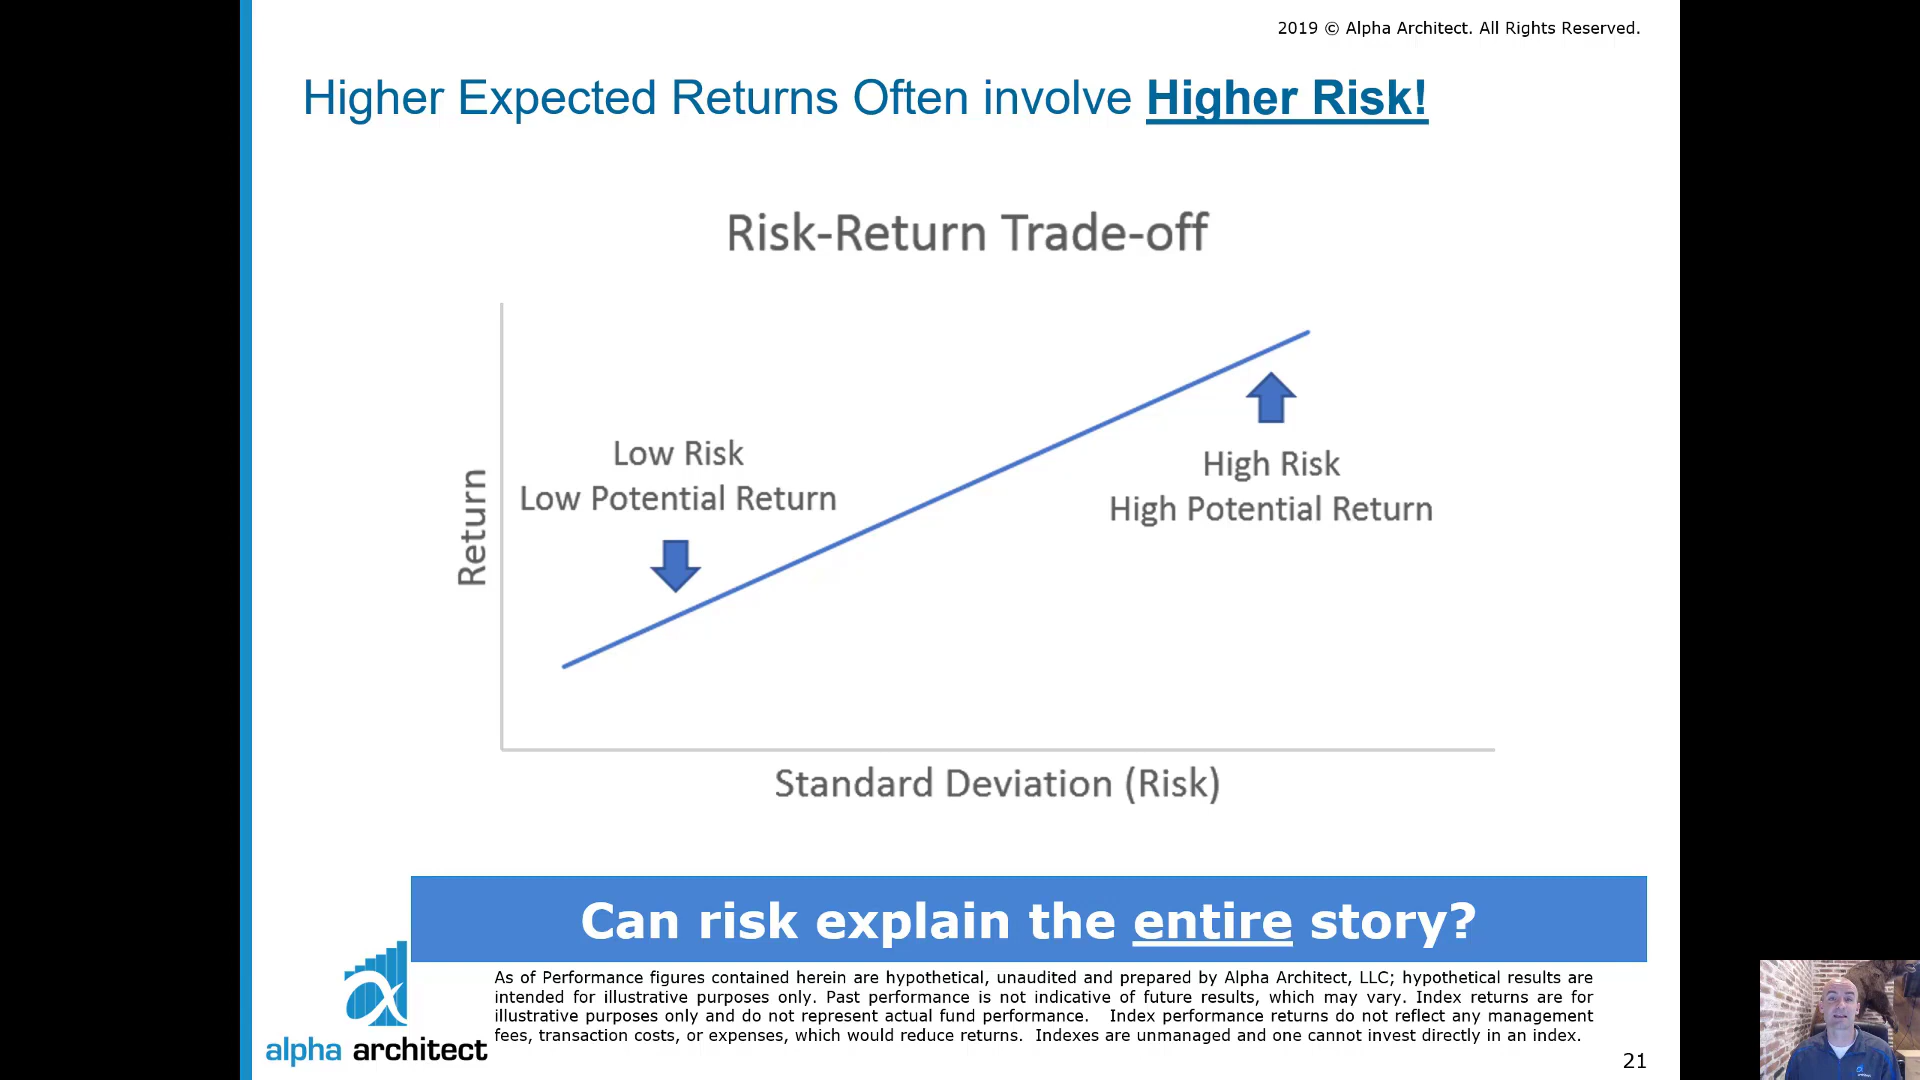 2019 © Alpha Architect. All Rights Reserved.
Higher Expected Returns Often involve Higher Risk!
Risk-Return Trade-off
Low Risk
Low Potential Return
High Risk
High Potential Return
Return
Standard Deviation (Risk)
Can risk explain the entire story?
As of Performance figures contained herein are hypothetical, unaudited and prepared by Alpha Architect, LLC; hypothetical results are
intended for illustrative purposes only. Past performance is not indicative of future results, which may vary. Index returns are for
illustrative purposes only and do not represent actual fund performance. Index performance returns do not reflect any management
fees, transaction costs, or expenses, which would reduce returns. Indexes are unmanaged and one cannot invest directly in an index.
alpha architect
21